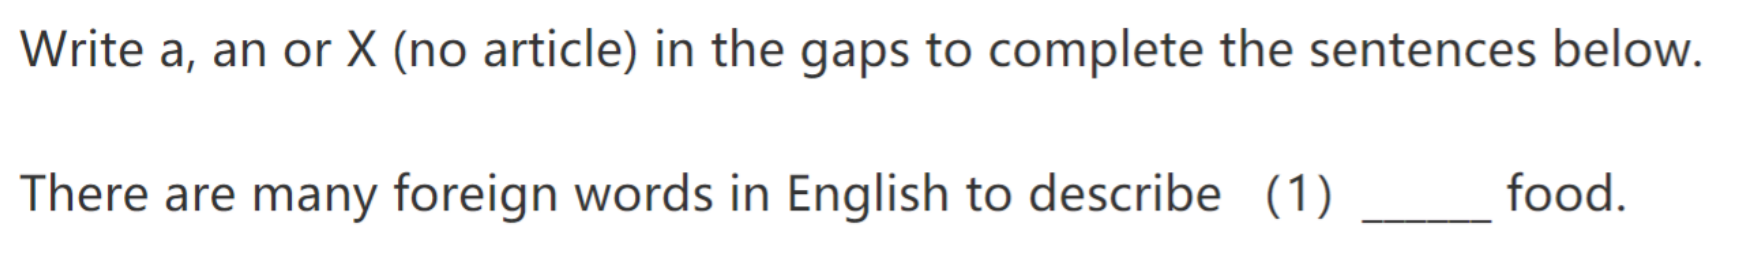 Write a, an or X (no article) in the gaps to complete the sentences below.
There are many foreign words in English to describe （1）______ food.